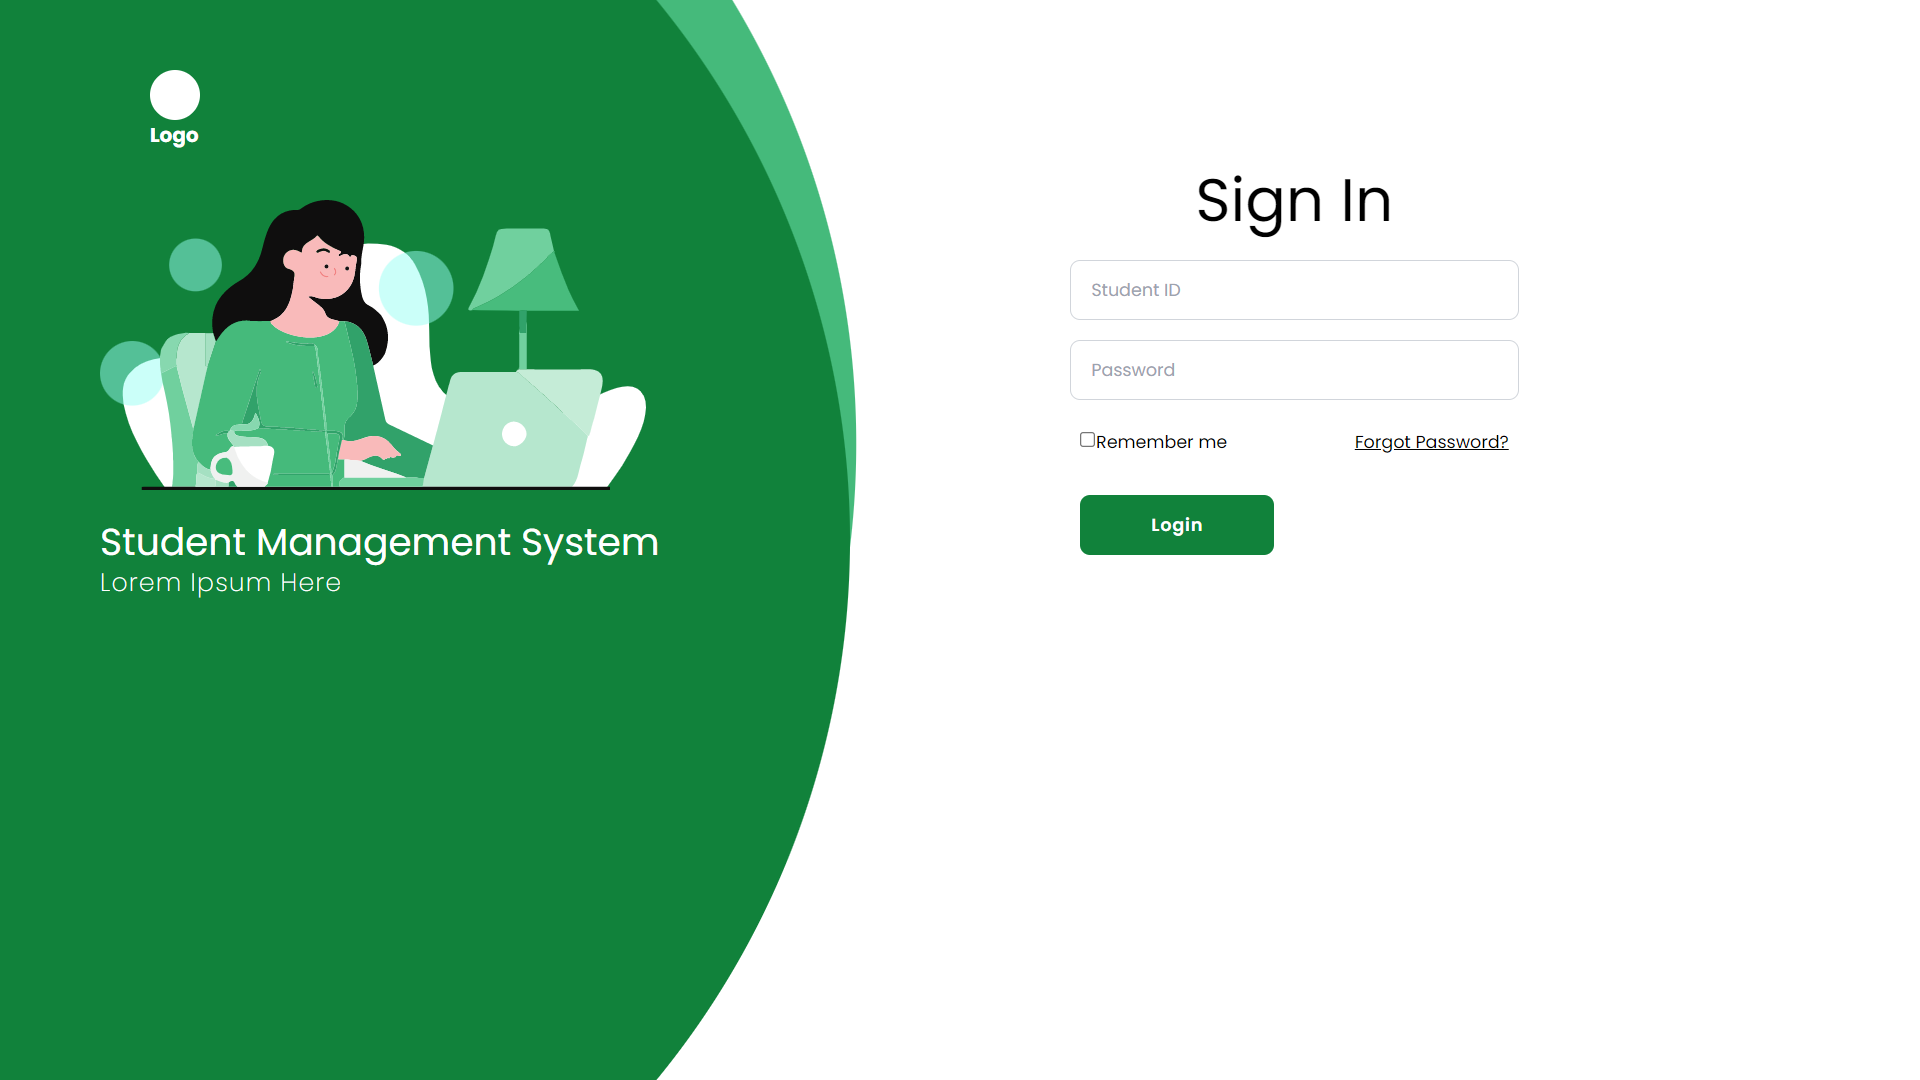 Logo
Student Management System
Lorem Ipsum Here
Sign In
Student ID
Password
Remember me
Forgot Password?
Login